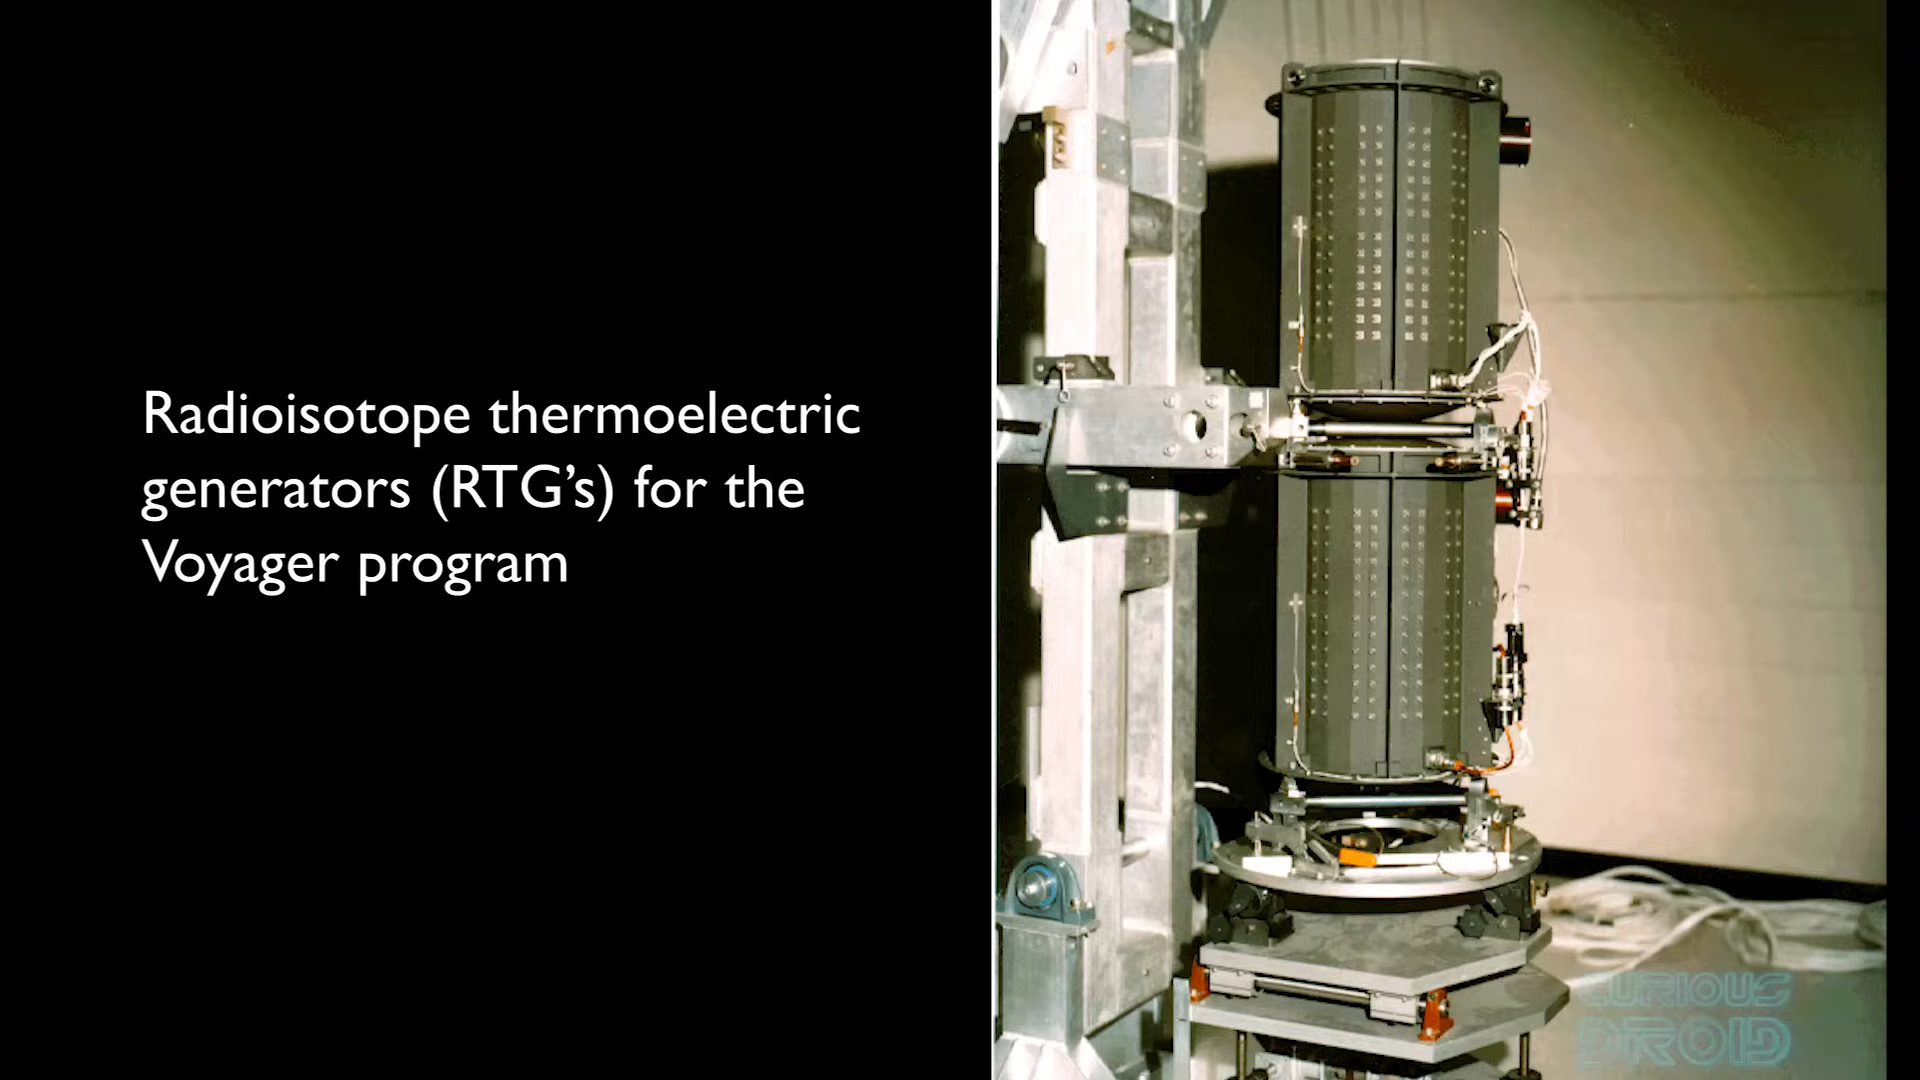 Radioisotope thermoelectric
generators (RTG’s) for the
Voyager program
CURIOUS
DROID